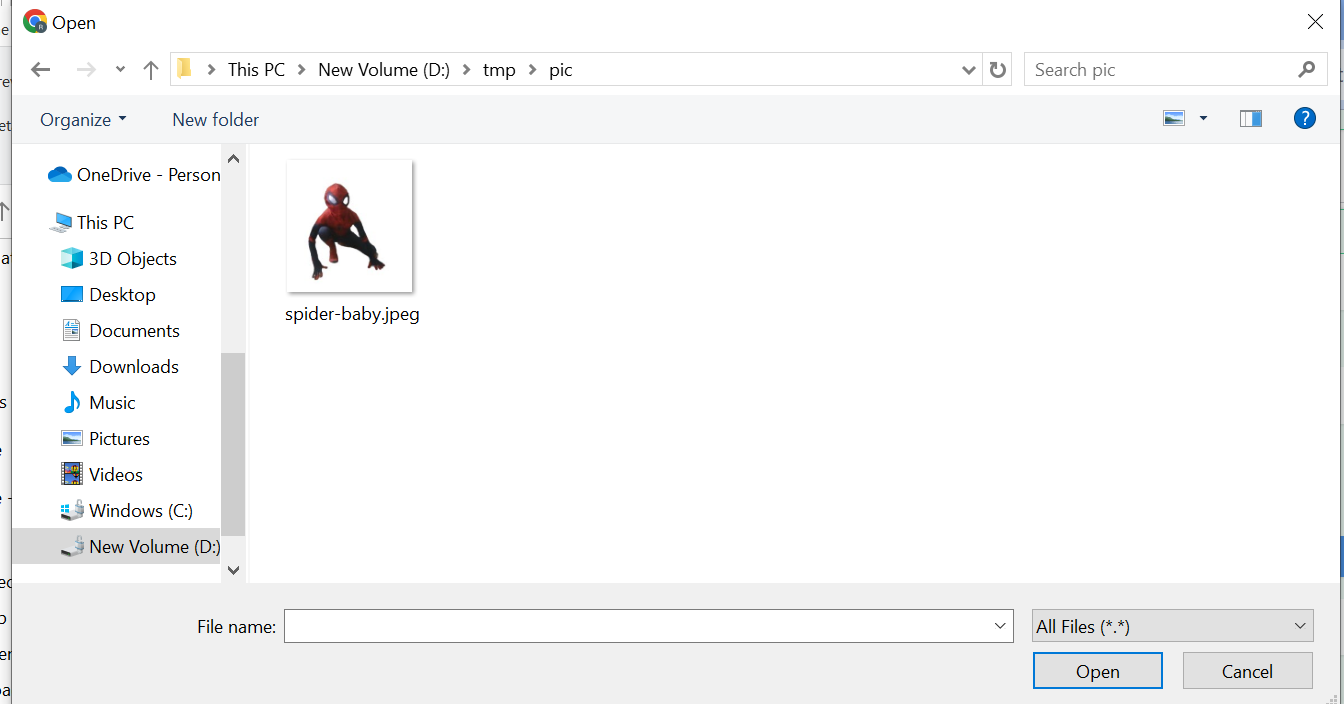 Open
This PC > New Volume (D:) > tmp > pic
Search pic
Organize
New folder
OneDrive - Person
This PC
3D Objects
Desktop
Documents
Downloads
Music
Pictures
Videos
Windows (C:)
New Volume (D:)
spider-baby.jpeg
File name:
All Files (*.*)
Open
Cancel